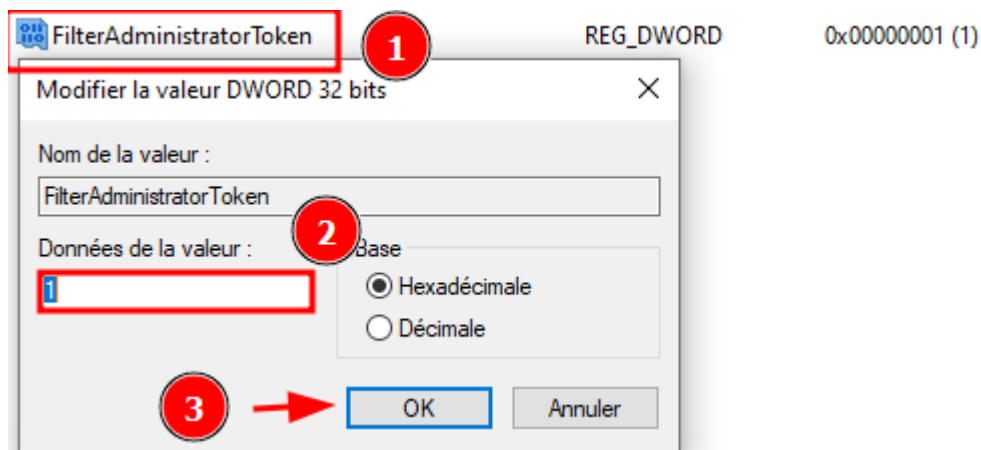 FilterAdministratorToken 1 REG_DWORD 0x00000001 (1)
Modifier la valeur DWORD 32 bits
Nom de la valeur :
FilterAdministratorToken
2
Données de la valeur : Base
1
Hexadécimale
Décimale
3 OK Annuler